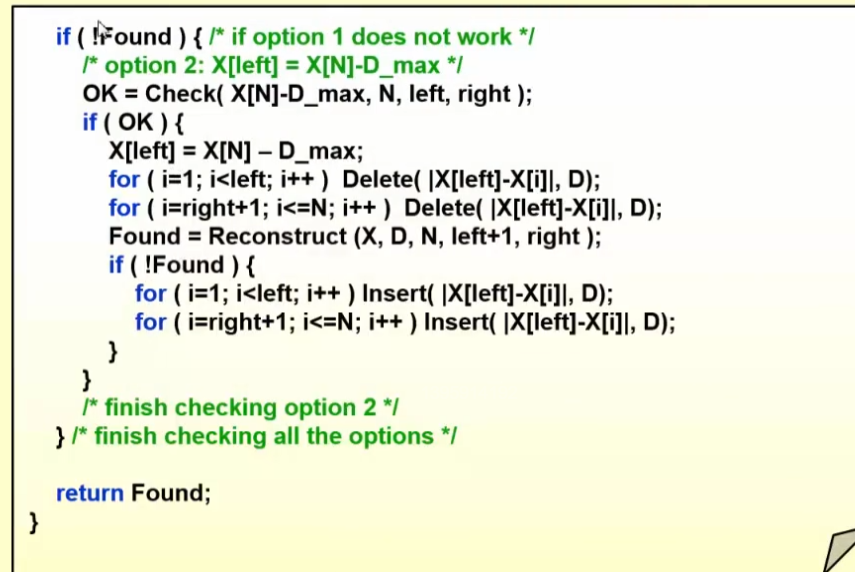 if ( !Found ) { /* if option 1 does not work */
/* option 2: X[left] = X[N]-D_max */
OK = Check( X[N]-D_max, N, left, right );
if ( OK ) {
X[left] = X[N] – D_max;
for ( i=1; i<left; i++ ) Delete( |X[left]-X[i]|, D);
for ( i=right+1; i<=N; i++ ) Delete( |X[left]-X[i]|, D);
Found = Reconstruct (X, D, N, left+1, right );
if ( !Found ) {
for ( i=1; i<left; i++ ) Insert( |X[left]-X[i]|, D);
for ( i=right+1; i<=N; i++ ) Insert( |X[left]-X[i]|, D);
}
}
/* finish checking option 2 */
} /* finish checking all the options */
return Found;
}